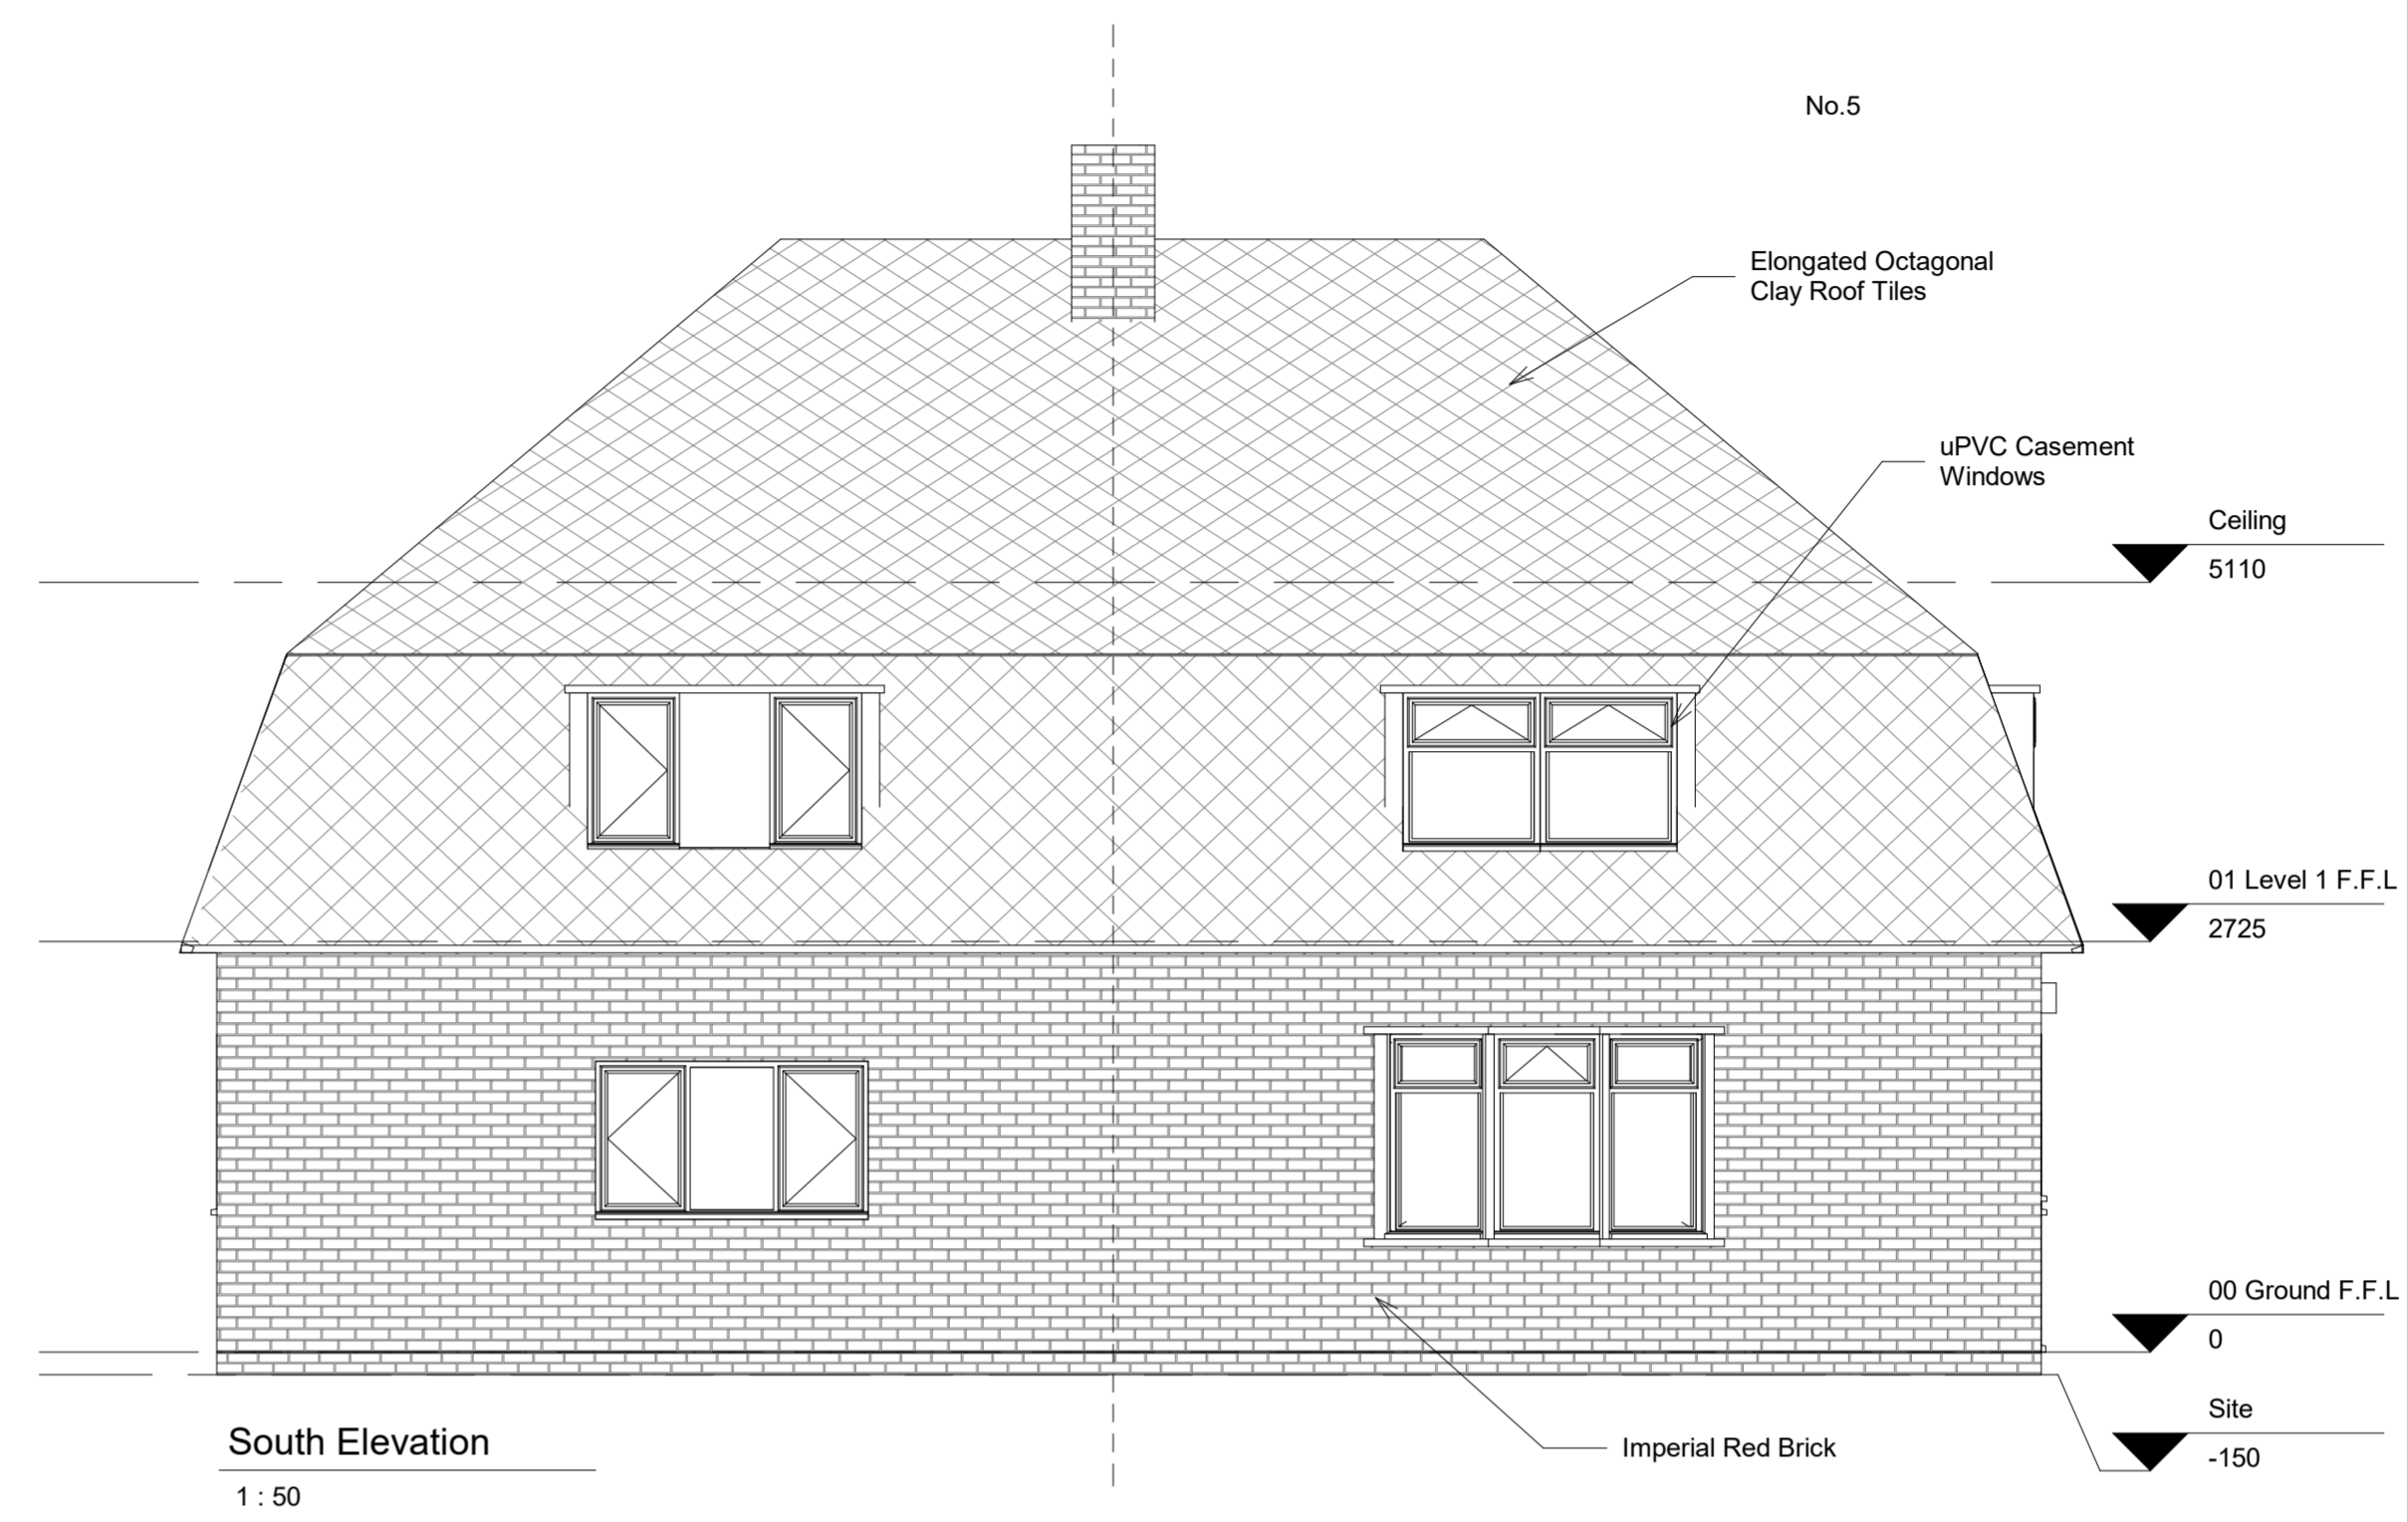 No.5
Elongated Octagonal
Clay Roof Tiles
uPVC Casement
Windows
Ceiling
5110
01 Level 1 F.F.L
2725
00 Ground F.F.L
0
Site
-150
Imperial Red Brick
South Elevation
1 : 50